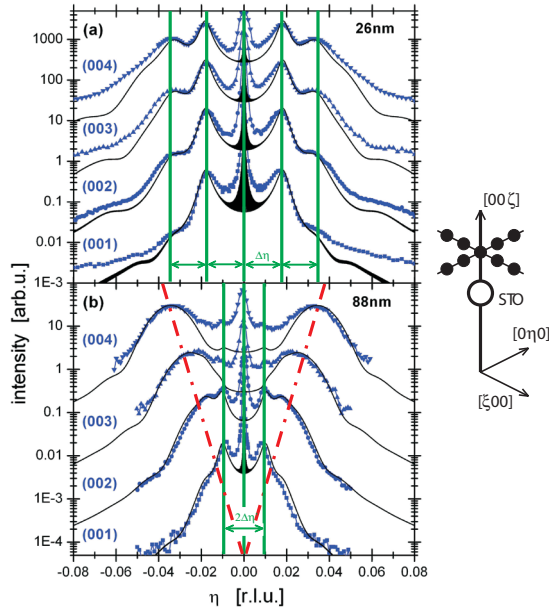 (a)
26nm
1000
100
10
1
0.1
0.01
1E-3
(004)
(003)
(002)
(001)
Δη
intensity [arb.u.]
(b)
88nm
10
1
0.1
0.01
1E-3
1E-4
(004)
(003)
(002)
(001)
2Δη
-0.08 -0.06 -0.04 -0.02 0.00 0.02 0.04 0.06 0.08
η [r.l.u.]
[00ζ]
STO
[0η0]
[ξ00]